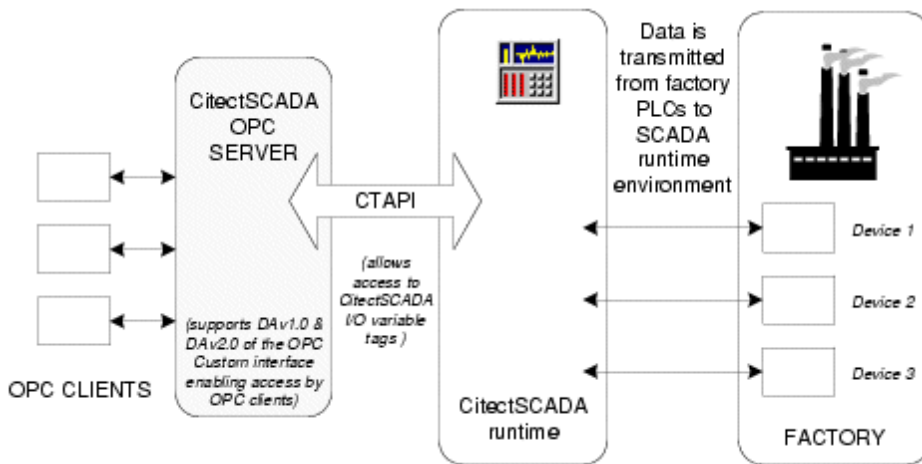 CitectSCADA
OPC
SERVER
(supports DAv1.0 &
DAv2.0 of the OPC
Custom interface
enabling access by
OPC clients)
OPC CLIENTS
CTAPI
(allows
access to
CitectSCADA
I/O variable
tags )
CitectSCADA
runtime
Data is
transmitted
from factory
PLCs to
SCADA
runtime
environment
Device 1
Device 2
Device 3
FACTORY